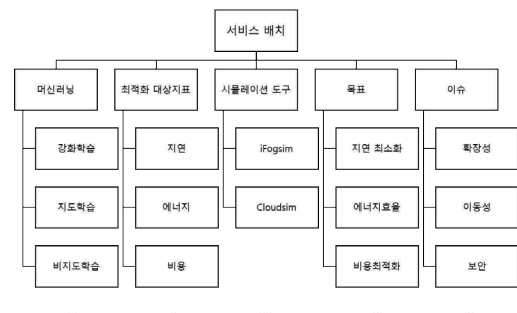 서비스 배치
머신러닝
최적화 대상지표
시뮬레이션 도구
목표
이슈
강화학습
지연
iFogsim
지연 최소화
확장성
지도학습
에너지
Cloudsim
에너지효율
이동성
비지도학습
비용
비용최적화
보안